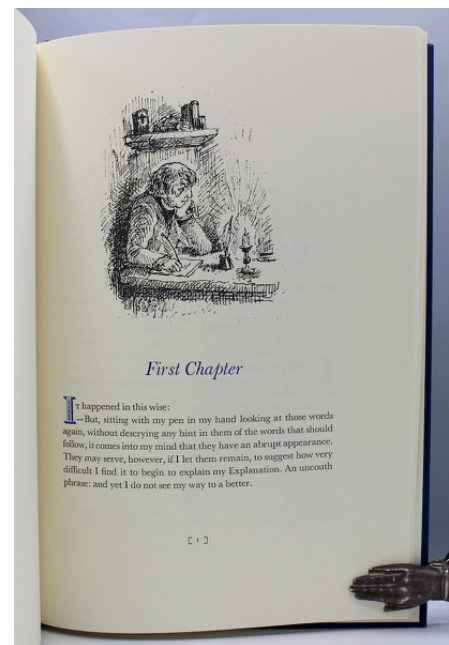 First Chapter
IT happened in this wise:
—But, sitting with my pen in my hand looking at those words
again, without descrying any hint in them of the words that should
follow, it comes into my mind that they have an abrupt appearance.
They may serve, however, if I let them remain, to suggest how very
difficult I find it to begin to explain my Explanation. An uncouth
phrase: and yet I do not see my way to a better.
[ 1 ]